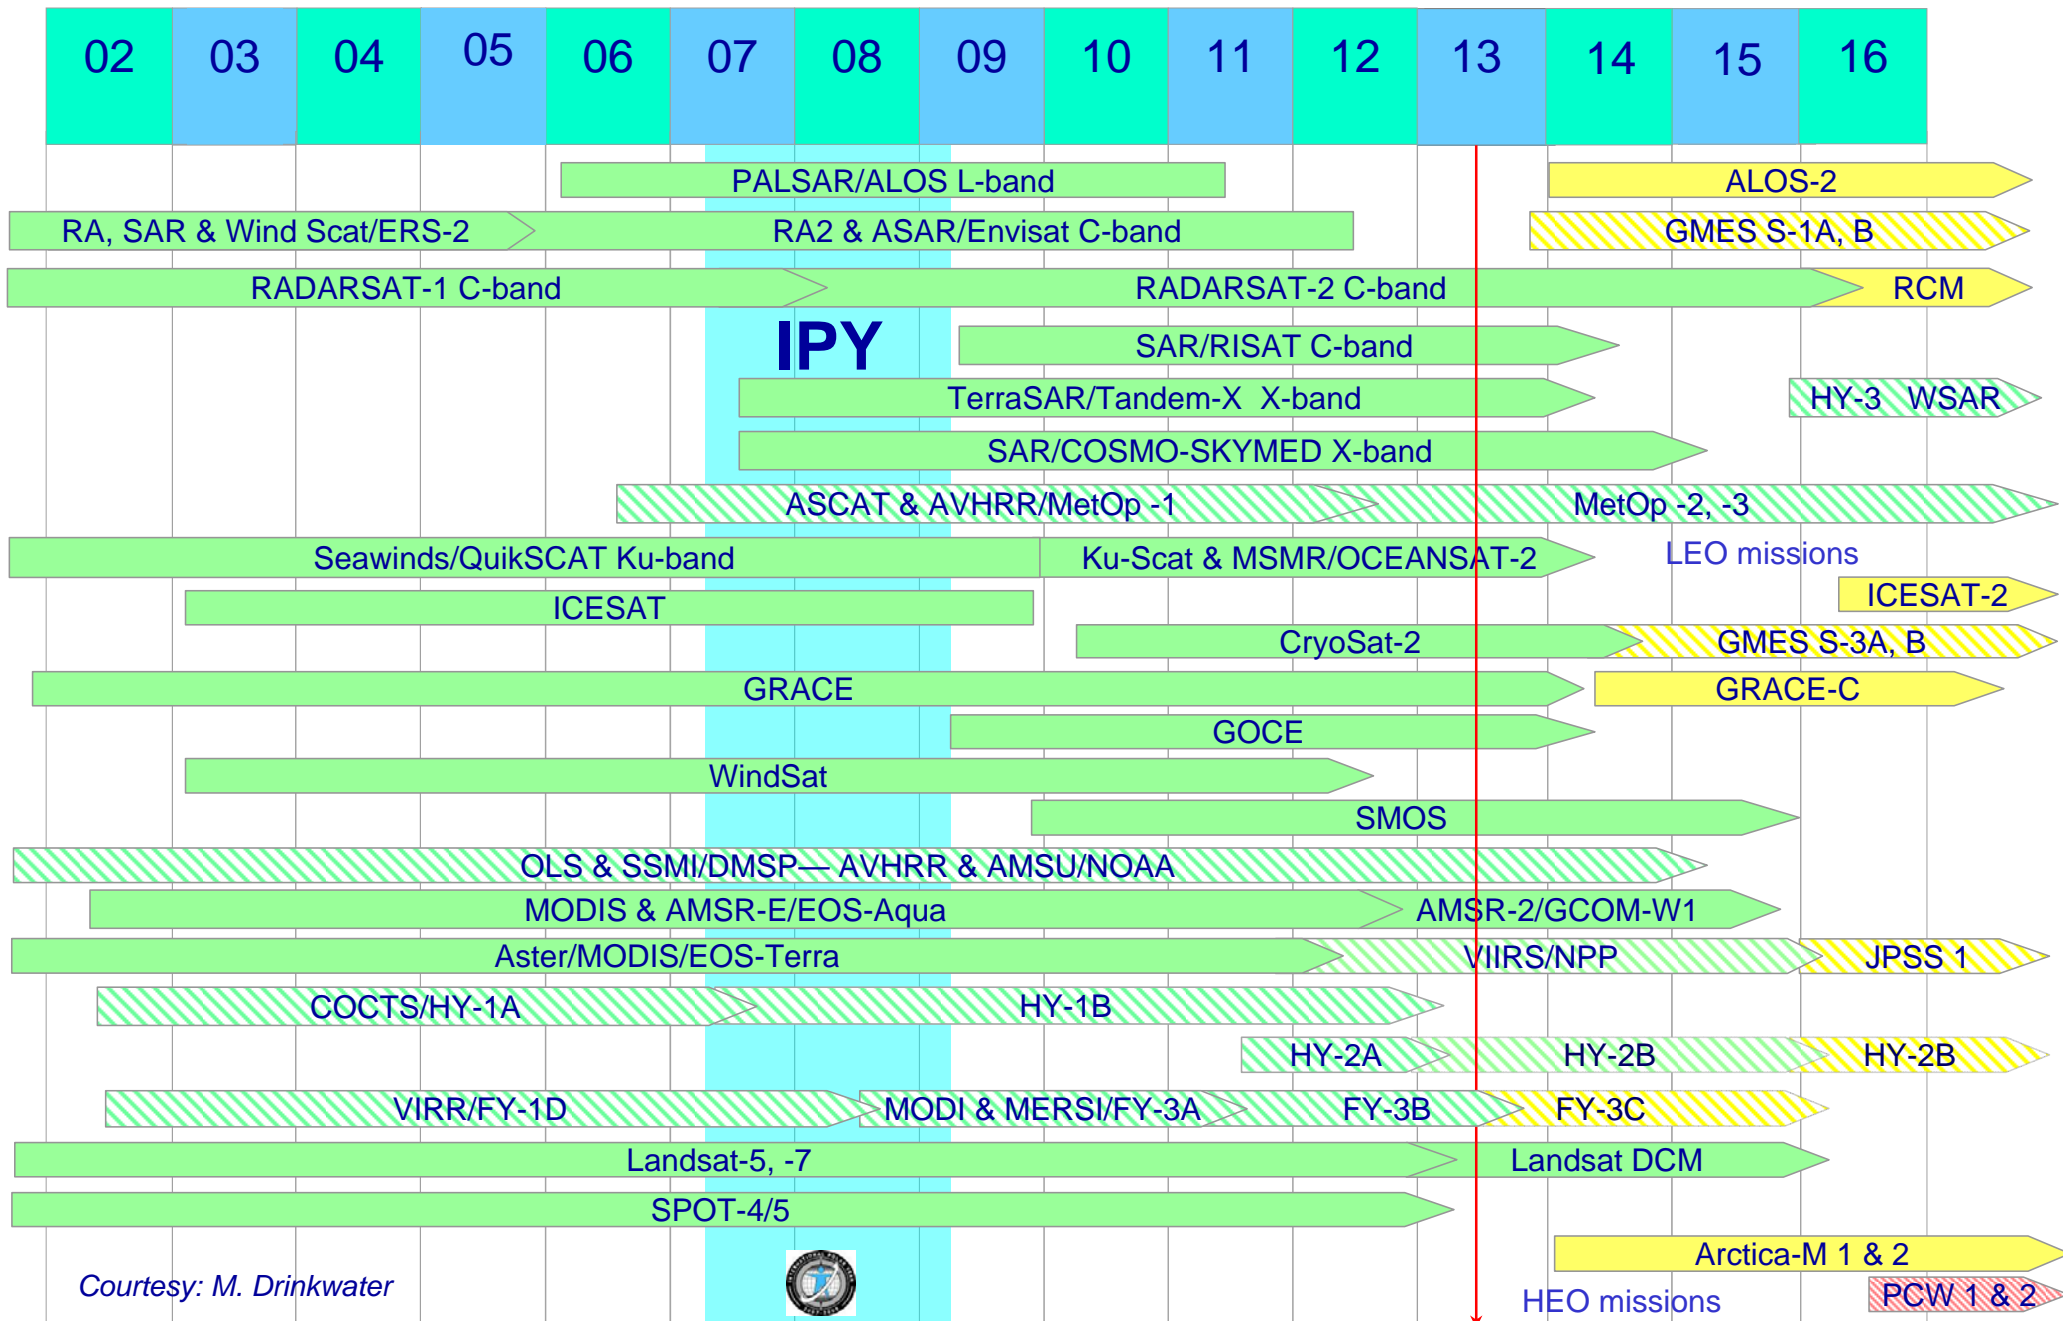 02 03 04 05 06 07 08 09 10 11 12 13 14 15 16
PALSAR/ALOS L-band ALOS-2
RA, SAR & Wind Scat/ERS-2 RA2 & ASAR/Envisat C-band GMES S-1A, B
RADARSAT-1 C-band RADARSAT-2 C-band RCM
IPY SAR/RISAT C-band
TerraSAR/Tandem-X X-band HY-3 WSAR
SAR/COSMO-SKYMED X-band
ASCAT & AVHRR/MetOp -1 MetOp -2, -3
Seawinds/QuikSCAT Ku-band Ku-Scat & MSMR/OCEANSAT-2 LEO missions
ICESAT ICESAT-2
CryoSat-2 GMES S-3A, B
GRACE GRACE-C
GOCE
WindSat
SMOS
OLS & SSMI/DMSP— AVHRR & AMSU/NOAA
MODIS & AMSR-E/EOS-Aqua AMSR-2/GCOM-W1
Aster/MODIS/EOS-Terra VIIRS/NPP JPSS 1
COCTS/HY-1A HY-1B
HY-2A HY-2B HY-2B
VIRR/FY-1D MODI & MERSI/FY-3A FY-3B FY-3C
Landsat-5, -7 Landsat DCM
SPOT-4/5
Arctica-M 1 & 2
Courtesy: M. Drinkwater HEO missions PCW 1 & 2